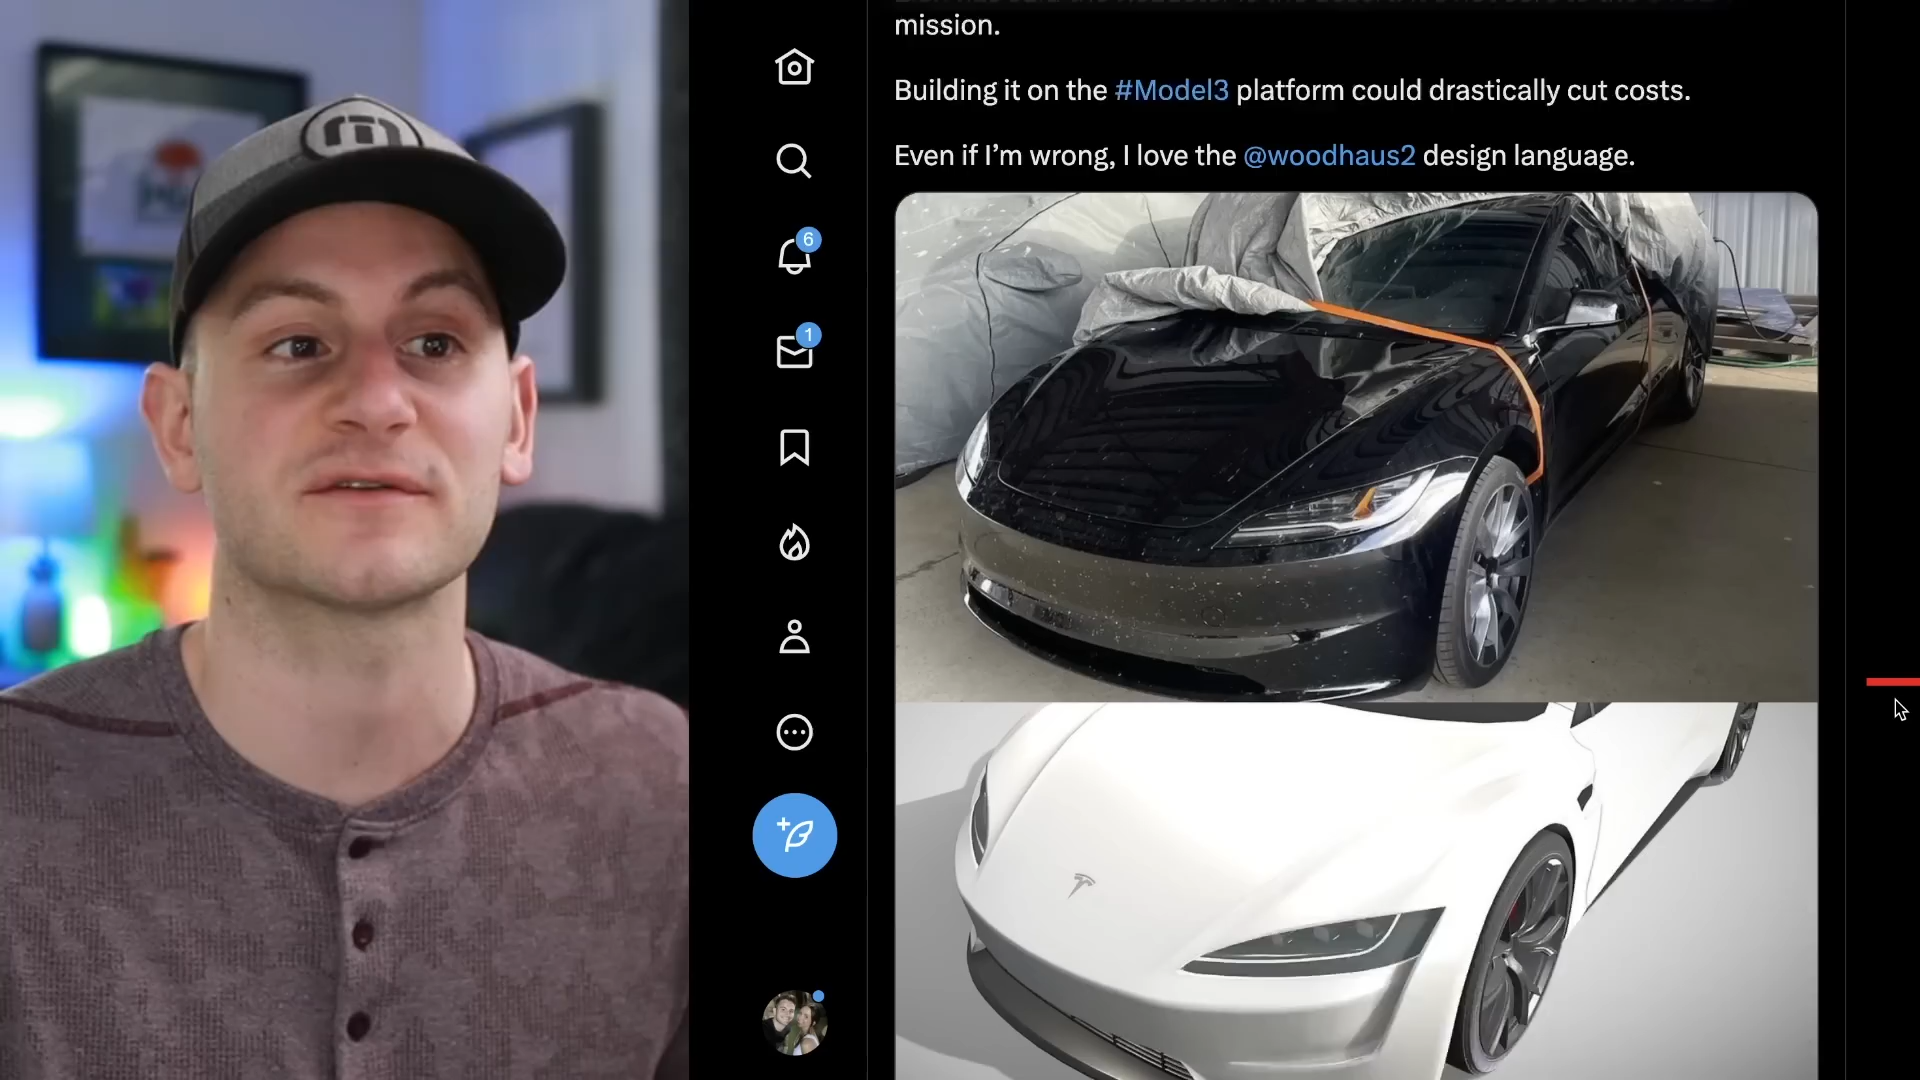 mission.
Building it on the #Model3 platform could drastically cut costs.
Even if I'm wrong, I love the @woodhaus2 design language.
6
1